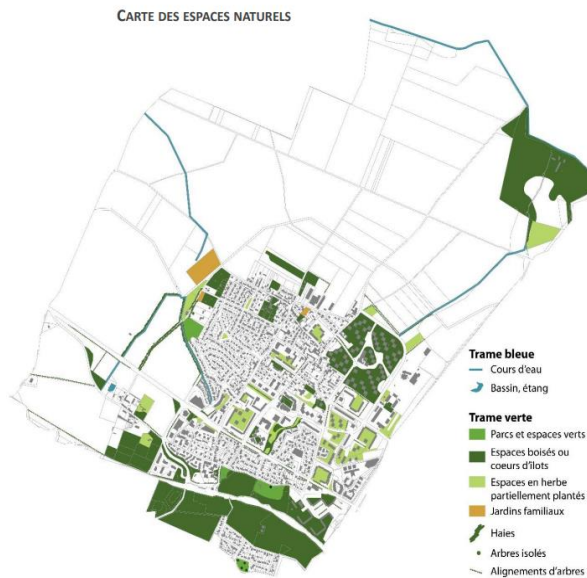 CARTE DES ESPACES NATURELS
Trame bleue
Cours d'eau
Bassin, étang
Trame verte
Parcs et espaces verts
Espaces boisés ou
coeurs d'îlots
Espaces en herbe
partiellement plantés
Jardins familiaux
Haies
Arbres isolés
Alignements d'arbres